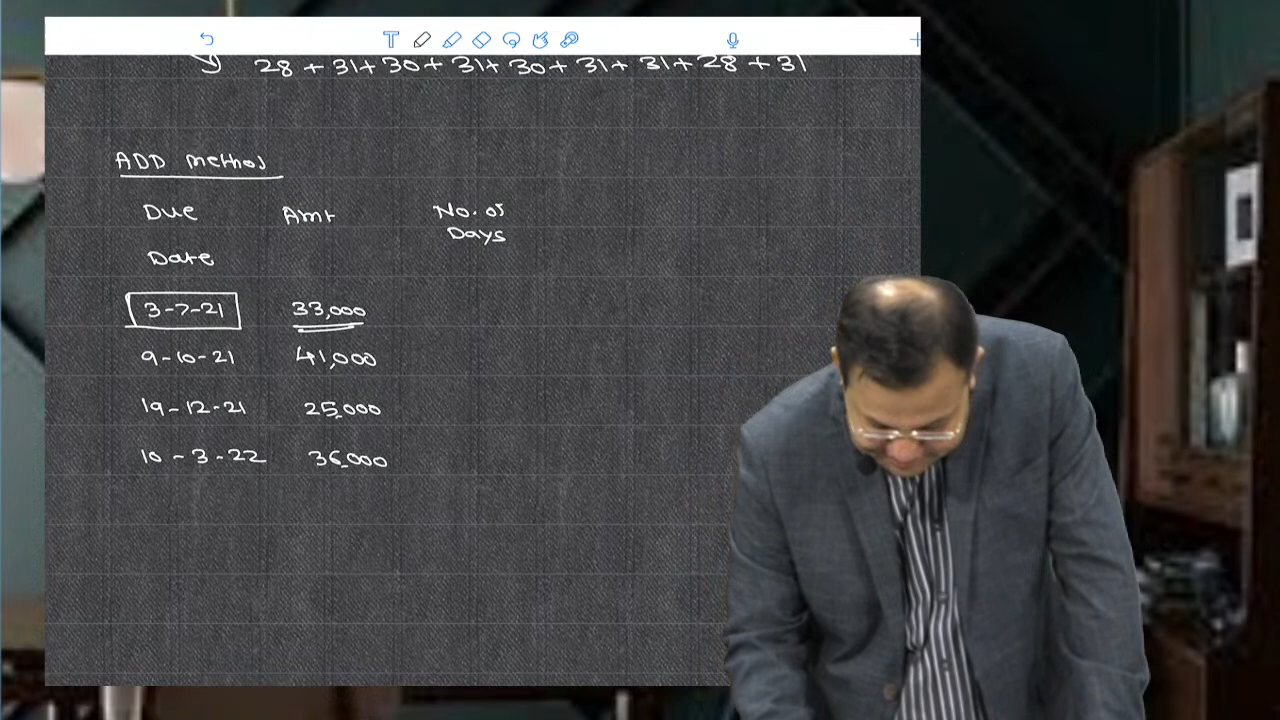 28 + 31 + 30 + 31 + 30 + 31 + 31 + 28 + 31
ADD method
Due Date
Amt
No. of Days
3-7-21 33,000
9-10-21 41,000
19-12-21 25,000
10-3-22 36,000